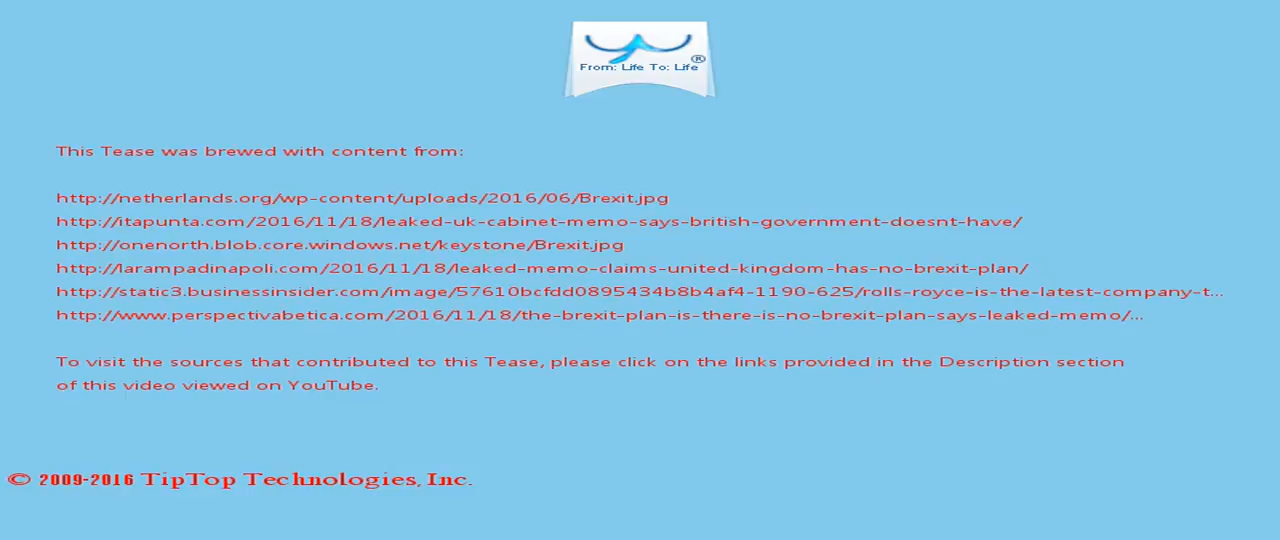 From: Life To: Life ®
This Tease was brewed with content from:
http://netherlands.org/wp-content/uploads/2016/06/Brexit.jpg
http://itapunta.com/2016/11/18/leaked-uk-cabinet-memo-says-british-government-doesnt-have/
http://onenorth.blob.core.windows.net/keystone/Brexit.jpg
http://larampadinapoli.com/2016/11/18/leaked-memo-claims-united-kingdom-has-no-brexit-plan/
http://static3.businessinsider.com/image/57610bcfdd0895434b8b4af4-1190-625/rolls-royce-is-the-latest-company-t...
http://www.perspectivabetica.com/2016/11/18/the-brexit-plan-is-there-is-no-brexit-plan-says-leaked-memo/...
To visit the sources that contributed to this Tease, please click on the links provided in the Description section
of this video viewed on YouTube.
© 2009-2016 TipTop Technologies, Inc.